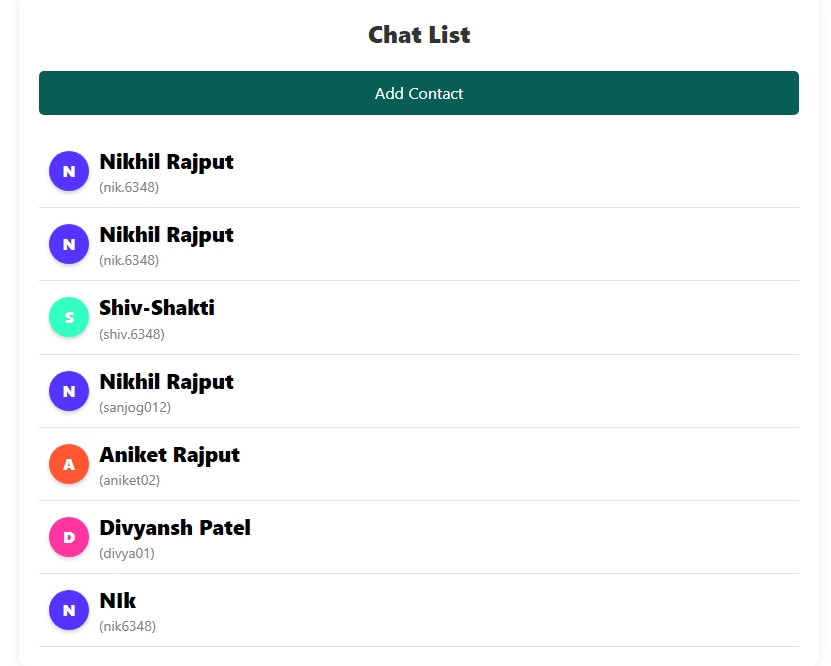 Chat List
Add Contact
N
Nikhil Rajput
(nik.6348)
N
Nikhil Rajput
(nik.6348)
S
Shiv-Shakti
(shiv.6348)
N
Nikhil Rajput
(sanjog012)
A
Aniket Rajput
(aniket02)
D
Divyansh Patel
(divya01)
N
NIk
(nik6348)